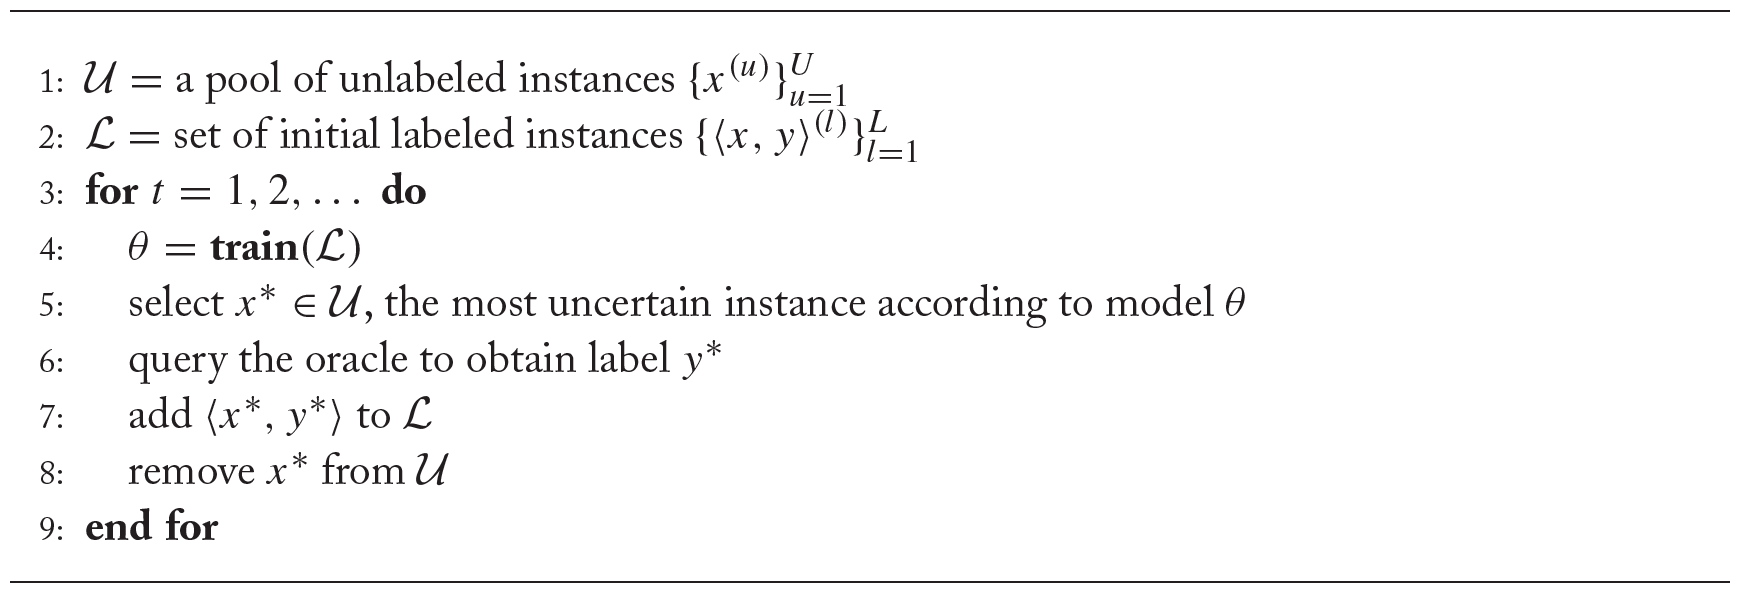 1: 𝒰 = a pool of unlabeled instances {x^(u)}_{u=1}^U
2: ℒ = set of initial labeled instances {⟨x, y⟩^(l)}_{l=1}^L
3: for t = 1, 2, . . . do
4: θ = train(ℒ)
5: select x* ∈ 𝒰, the most uncertain instance according to model θ
6: query the oracle to obtain label y*
7: add ⟨x*, y*⟩ to ℒ
8: remove x* from 𝒰
9: end for